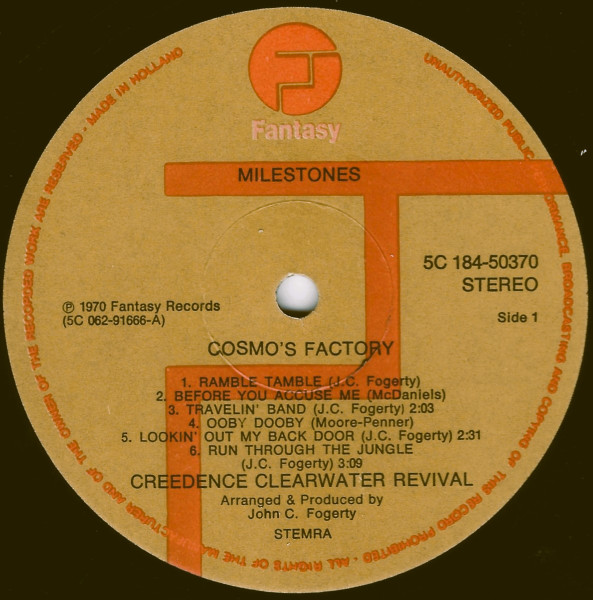 Fantasy
MILESTONES
5C 184-50370
STEREO
Side 1
℗ 1970 Fantasy Records
(5C 062-91666-A)
COSMO'S FACTORY
1. RAMBLE TAMBLE (J.C. Fogerty)
2. BEFORE YOU ACCUSE ME (McDaniels)
3. TRAVELIN' BAND (J.C. Fogerty) 2:03
4. OOBY DOOBY (Moore-Penner)
5. LOOKIN' OUT MY BACK DOOR (J.C. Fogerty) 2:31
6. RUN THROUGH THE JUNGLE
(J.C. Fogerty) 3:09
CREEDENCE CLEARWATER REVIVAL
Arranged & Produced by
John C. Fogerty
STEMRA
UNAUTHORIZED PUBLIC FORMANCE, BROADCASTING AND COPYING OF THIS RECORD PROHIBITED - ALL RIGHTS OF THE MANUFACTURER AND OF THE OWNER OF THE RECORDED WORK ARE RESERVED - MADE IN HOLLAND